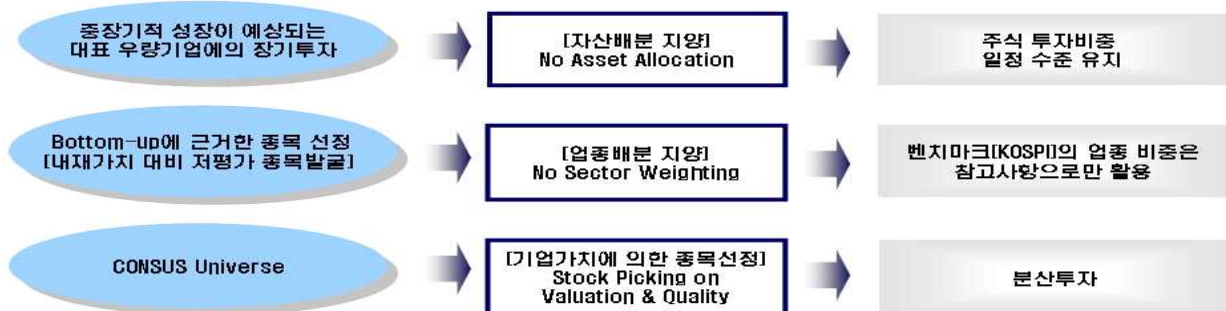 중장기적 성장이 예상되는
대표 우량기업에의 장기투자
[자산배분 지양]
No Asset Allocation
주식 투자비중
일정 수준 유지
Bottom-up에 근거한 종목 선정
[내재가치 대비 저평가 종목발굴]
[업종배분 지양]
No Sector Weighting
벤치마크[KOSPI]의 업종 비중은
참고사항으로만 활용
CONSUS Universe
[기업가치에 의한 종목선정]
Stock Picking on
Valuation & Quality
분산투자